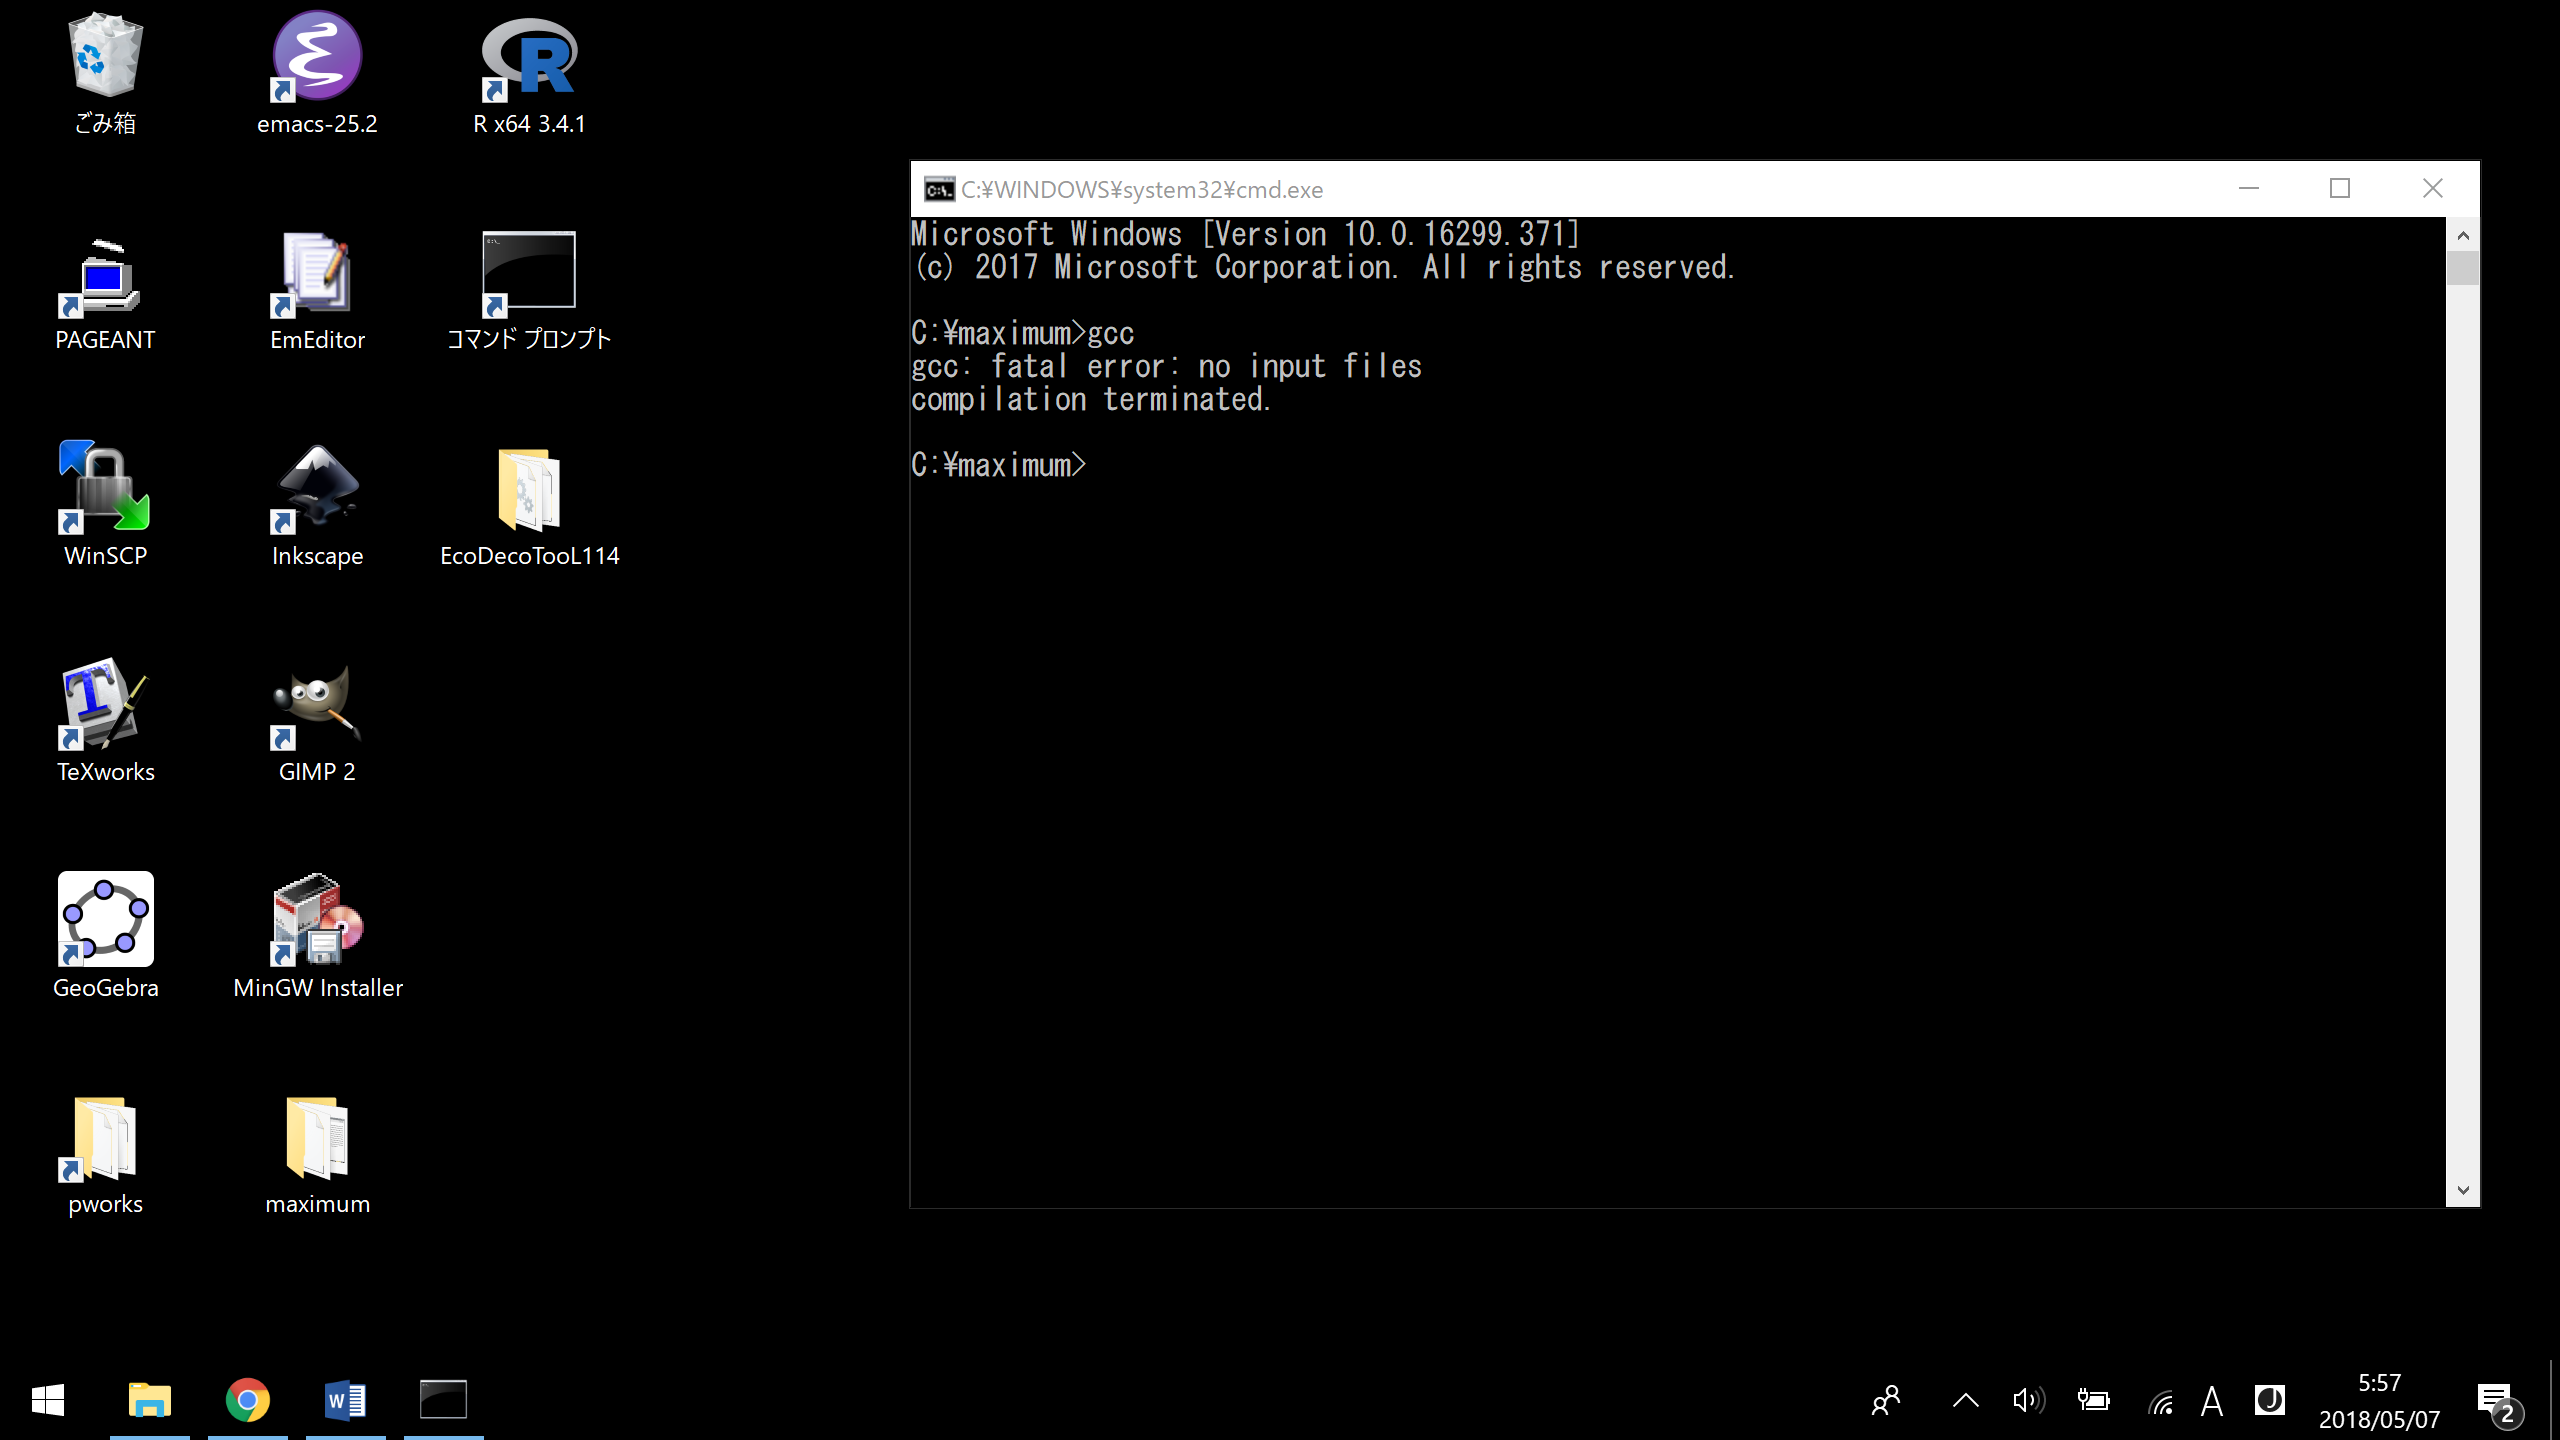 ごみ箱
emacs-25.2
R x64 3.4.1
PAGEANT
EmEditor
コマンド プロンプト
WinSCP
Inkscape
EcoDecoTooL114
TeXworks
GIMP 2
GeoGebra
MinGW Installer
pworks
maximum
C:¥WINDOWS¥system32¥cmd.exe
Microsoft Windows [Version 10.0.16299.371]
(c) 2017 Microsoft Corporation. All rights reserved.
C:¥maximum>gcc
gcc: fatal error: no input files
compilation terminated.
C:¥maximum>
A
J
5:57
2018/05/07
2